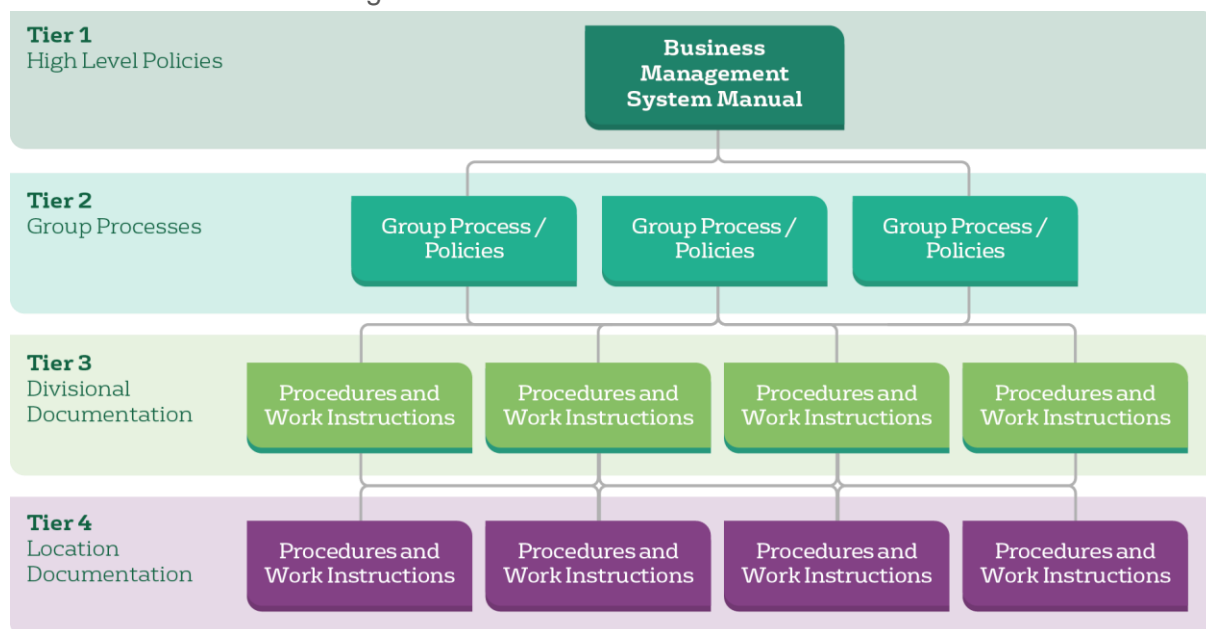 Tier 1
High Level Policies
Business
Management
System Manual
Tier 2
Group Processes
Group Process /
Policies
Group Process /
Policies
Group Process /
Policies
Tier 3
Divisional
Documentation
Procedures and
Work Instructions
Procedures and
Work Instructions
Procedures and
Work Instructions
Procedures and
Work Instructions
Tier 4
Location
Documentation
Procedures and
Work Instructions
Procedures and
Work Instructions
Procedures and
Work Instructions
Procedures and
Work Instructions